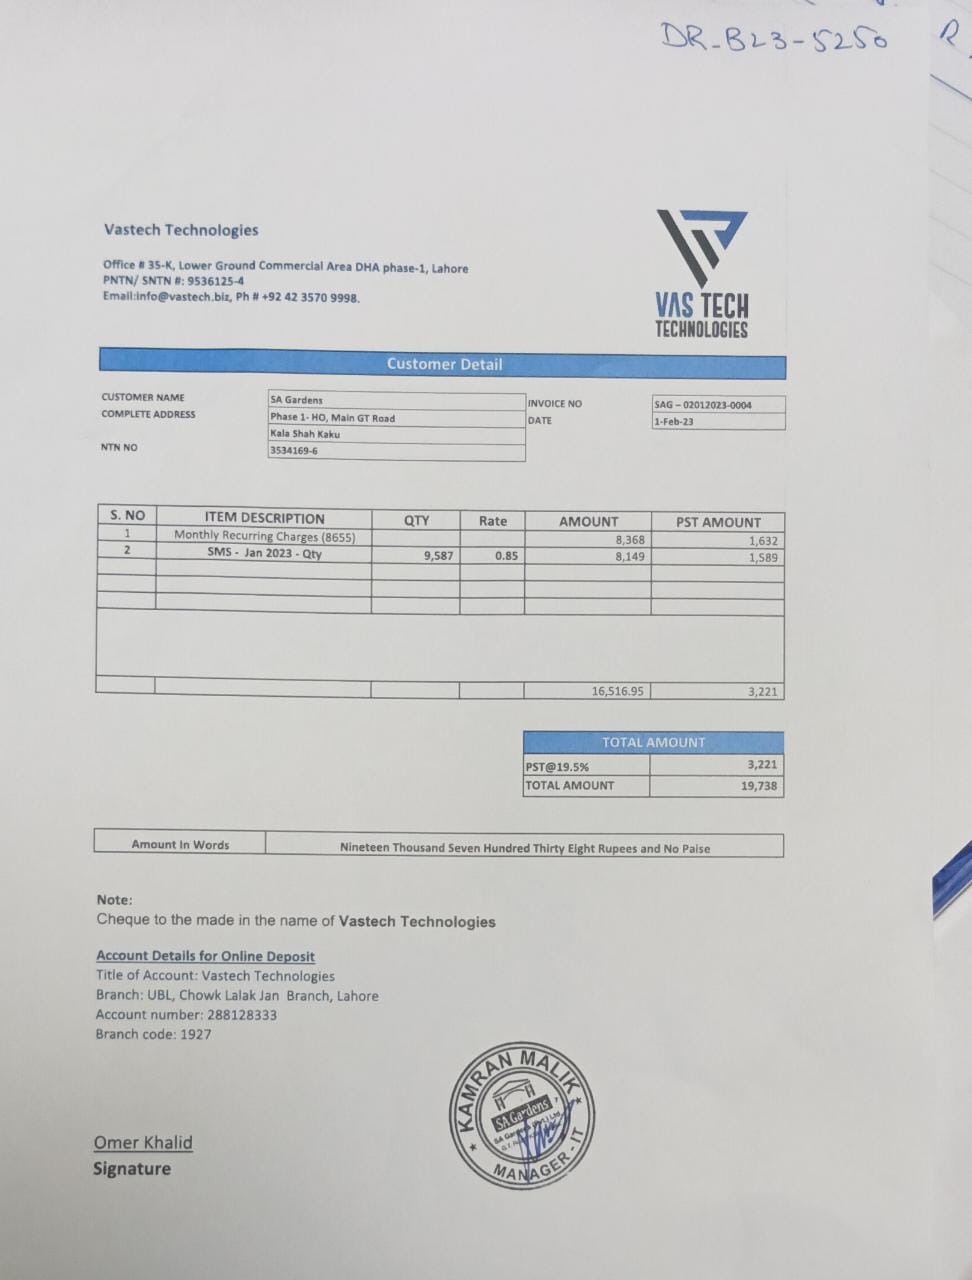 DR-B23-5250
R
Vastech Technologies
Office # 35-K, Lower Ground Commercial Area DHA phase-1, Lahore
PNTN/ SNTN #: 9536125-4
Email:info@vastech.biz, Ph # +92 42 3570 9998.
VAS TECH
TECHNOLOGIES
Customer Detail
CUSTOMER NAME SA Gardens INVOICE NO SAG – 02012023-0004
COMPLETE ADDRESS Phase 1- HO, Main GT Road DATE 1-Feb-23
Kala Shah Kaku
NTN NO 3534169-6
S. NO ITEM DESCRIPTION QTY Rate AMOUNT PST AMOUNT
1 Monthly Recurring Charges (8655) 8,368 1,632
2 SMS - Jan 2023 - Qty 9,587 0.85 8,149 1,589
16,516.95 3,221
TOTAL AMOUNT
PST@19.5% 3,221
TOTAL AMOUNT 19,738
Amount In Words Nineteen Thousand Seven Hundred Thirty Eight Rupees and No Paise
Note:
Cheque to the made in the name of Vastech Technologies
Account Details for Online Deposit
Title of Account: Vastech Technologies
Branch: UBL, Chowk Lalak Jan Branch, Lahore
Account number: 288128333
Branch code: 1927
KAMRAN MALIK
SA Gardens
SA Gardens (Pvt.) Ltd
MANAGER - IT
Omer Khalid
Signature